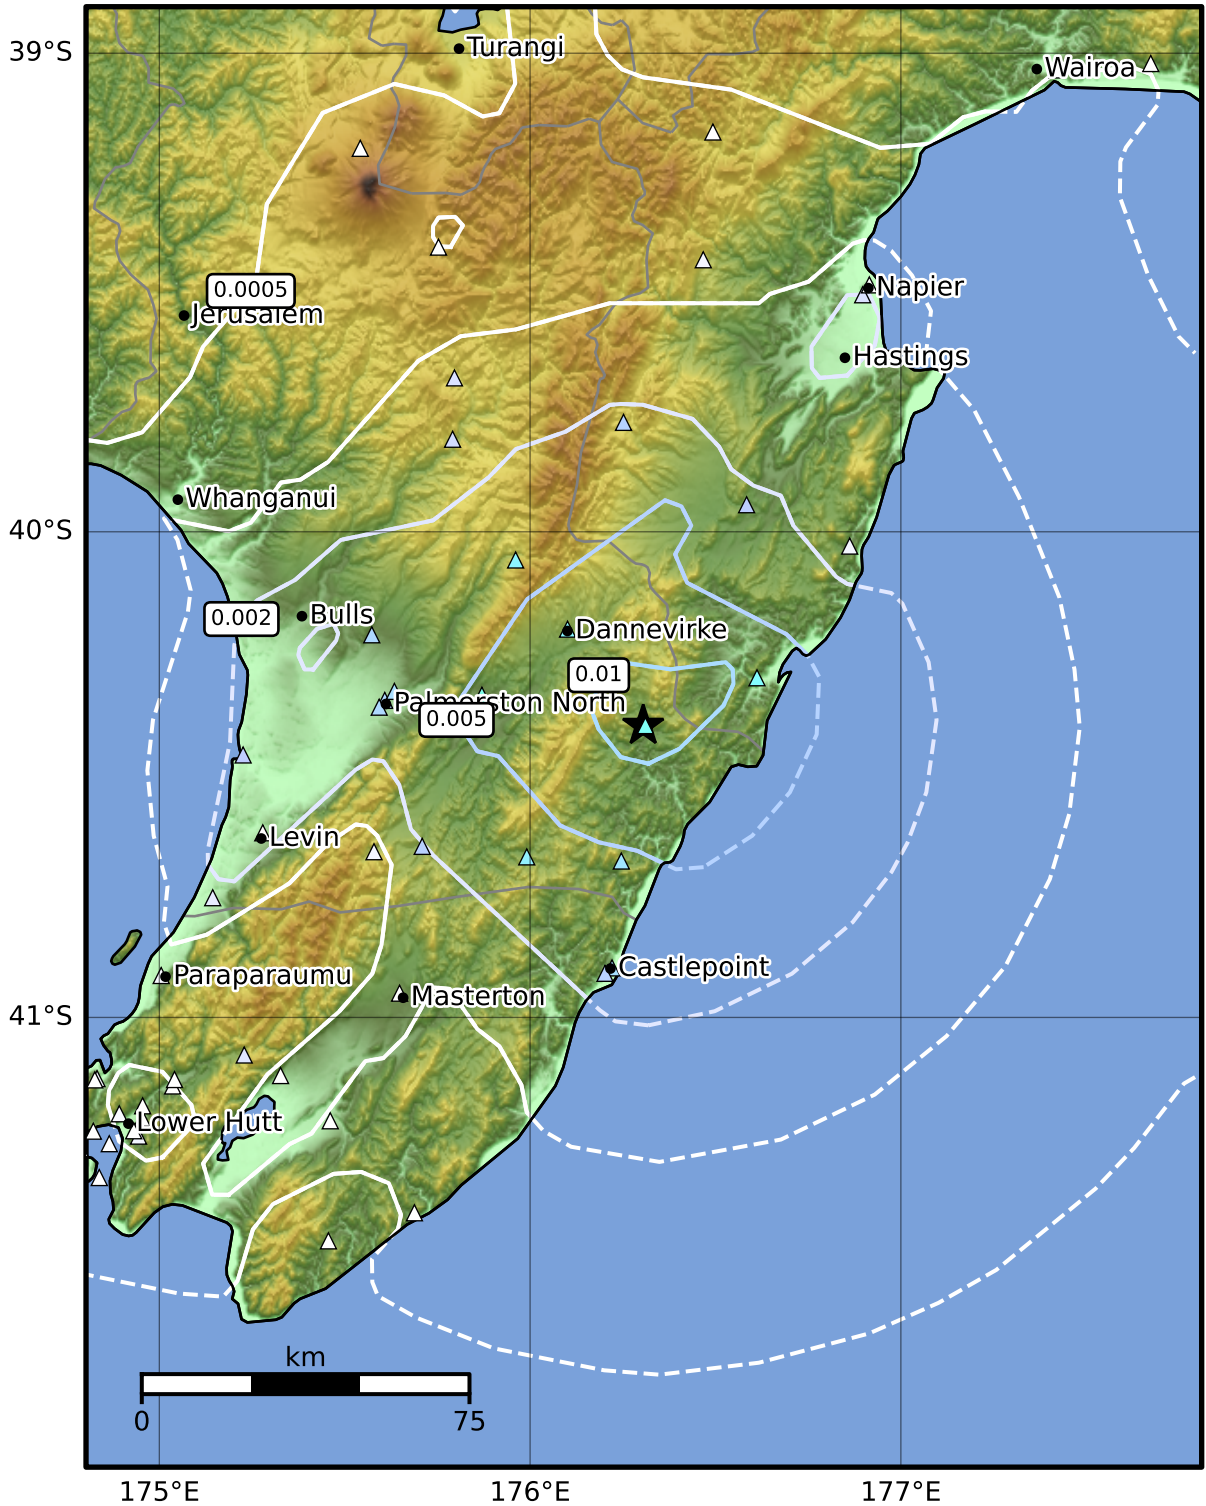 Turangi
39°S
Wairoa
0.0005
Napier
Jerusalem
Hastings
Whanganui
40°S
0.002
Bulls
Dannevirke
0.01
Palmerston North
0.005
Levin
Castlepoint
Paraparaumu
Masterton
41°S
Lower Hutt
km
0 75
175°E 176°E 177°E